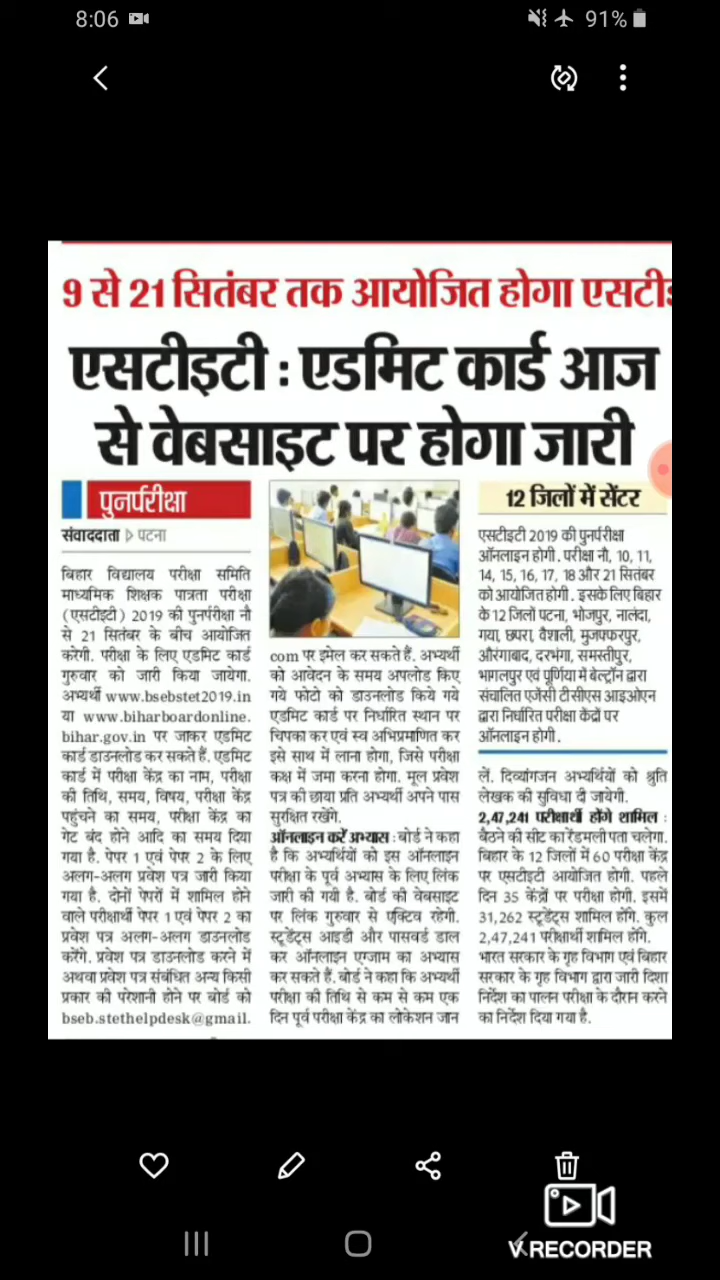 8:06
91%
9 से 21 सितंबर तक आयोजित होगा
एसटीइटी : एडमिट कार्ड आज
से वेबसाइट पर होगा जारी
पुनर्परीक्षा
संवाददाता ▷ पटना
बिहार विद्यालय परीक्षा समिति
माध्यमिक शिक्षक पात्रता परीक्षा
(एसटीइटी) 2019 की पुनर्परीक्षा नौ
से 21 सितंबर के बीच आयोजित
करेगी. परीक्षा के लिए एडमिट कार्ड
गुरुवार को जारी किया जायेगा.
अभ्यर्थी www.bsebstet2019.in
या www.biharboardonline.
bihar.gov.in पर जाकर एडमिट
कार्ड डाउनलोड कर सकते हैं. एडमिट
कार्ड में परीक्षा केंद्र का नाम, परीक्षा
की तिथि, समय, विषय, परीक्षा केंद्र
पहुंचने का समय, परीक्षा केंद्र का
गेट बंद होने आदि का समय दिया
गया है. पेपर 1 एवं पेपर 2 के लिए
अलग-अलग प्रवेश पत्र जारी किया
गया है. दोनों पेपरों में शामिल होने
वाले परीक्षार्थी पेपर 1 एवं पेपर 2 का
प्रवेश पत्र अलग-अलग डाउनलोड
करेंगे. प्रवेश पत्र डाउनलोड करने में
अथवा प्रवेश पत्र संबंधित अन्य किसी
प्रकार की परेशानी होने पर बोर्ड को
bseb.stethelpdesk@gmail.
com पर इमेल कर सकते हैं. अभ्यर्थी
को आवेदन के समय अपलोड किए
गये फोटो को डाउनलोड किये गये
एडमिट कार्ड पर निर्धारित स्थान पर
चिपका कर एवं स्व अभिप्रमाणित कर
इसे साथ में लाना होगा, जिसे परीक्षा
कक्ष में जमा करना होगा. मूल प्रवेश
पत्र की छाया प्रति अभ्यर्थी अपने पास
सुरक्षित रखेंगे.
ऑनलाइन करें अभ्यास : बोर्ड ने कहा
है कि अभ्यर्थियों को इस ऑनलाइन
परीक्षा के पूर्व अभ्यास के लिए लिंक
जारी की गयी है. बोर्ड की वेबसाइट
पर लिंक गुरुवार से एक्टिव रहेगी.
स्टूडेंट्स आइडी और पासवर्ड डाल
कर ऑनलाइन एग्जाम का अभ्यास
कर सकते हैं. बोर्ड ने कहा कि अभ्यर्थी
परीक्षा की तिथि से कम से कम एक
दिन पूर्व परीक्षा केंद्र का लोकेशन जान
12 जिलों में सेंटर
एसटीइटी 2019 की पुनर्परीक्षा
ऑनलाइन होगी. परीक्षा नौ, 10, 11,
14, 15, 16, 17, 18 और 21 सितंबर
को आयोजित होगी. इसके लिए बिहार
के 12 जिलों पटना, भोजपुर, नालंदा,
गया, छपरा, वैशाली, मुजफ्फरपुर,
औरंगाबाद, दरभंगा, समस्तीपुर,
भागलपुर एवं पूर्णिया में बेल्ट्रॉन द्वारा
संचालित एजेंसी टीसीएस आइओएन
द्वारा निर्धारित परीक्षा केंद्रों पर
ऑनलाइन होगी.
लें. दिव्यांगजन अभ्यर्थियों को श्रुति
लेखक की सुविधा दी जायेगी.
2,47,241 परीक्षार्थी होंगे शामिल :
बैठने की सीट का रेंडमली पता चलेगा.
बिहार के 12 जिलों में 60 परीक्षा केंद्र
पर एसटीइटी आयोजित होगी. पहले
दिन 35 केंद्रों पर परीक्षा होगी. इसमें
31,262 स्टूडेंट्स शामिल होंगे. कुल
2,47,241 परीक्षार्थी शामिल होंगे.
भारत सरकार के गृह विभाग एवं बिहार
सरकार के गृह विभाग द्वारा जारी दिशा
निर्देश का पालन परीक्षा के दौरान करने
का निर्देश दिया गया है.
V.RECORDER